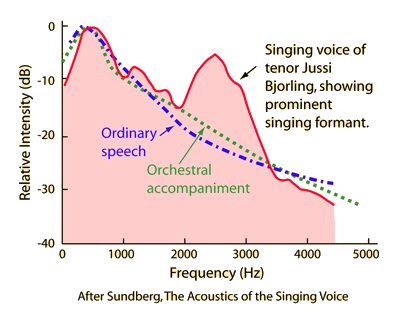 0
-10
-20
-30
-40
Relative Intensity (dB)
Singing voice of
tenor Jussi
Bjorling, showing
prominent
singing formant.
Ordinary
speech
Orchestral
accompaniment
0 1000 2000 3000 4000 5000
Frequency (Hz)
After Sundberg, The Acoustics of the Singing Voice